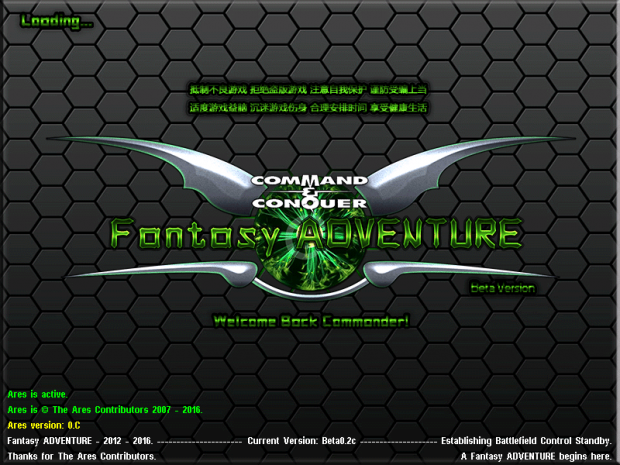 Loading...
抵制不良游戏 拒绝盗版游戏 注意自我保护 谨防受骗上当
适度游戏益脑 沉迷游戏伤身 合理安排时间 享受健康生活
COMMAND
&
CONQUER
Fantasy ADVENTURE
Beta Version
Welcome Back Commander!
Ares is active.
Ares is © The Ares Contributors 2007 - 2016.
Ares version: 0.C
Fantasy ADVENTURE - 2012 - 2016. ---------------------- Current Version: Beta0.2c -------------------- Establishing Battlefield Control Standby.
Thanks for The Ares Contributors. A Fantasy ADVENTURE begins here.